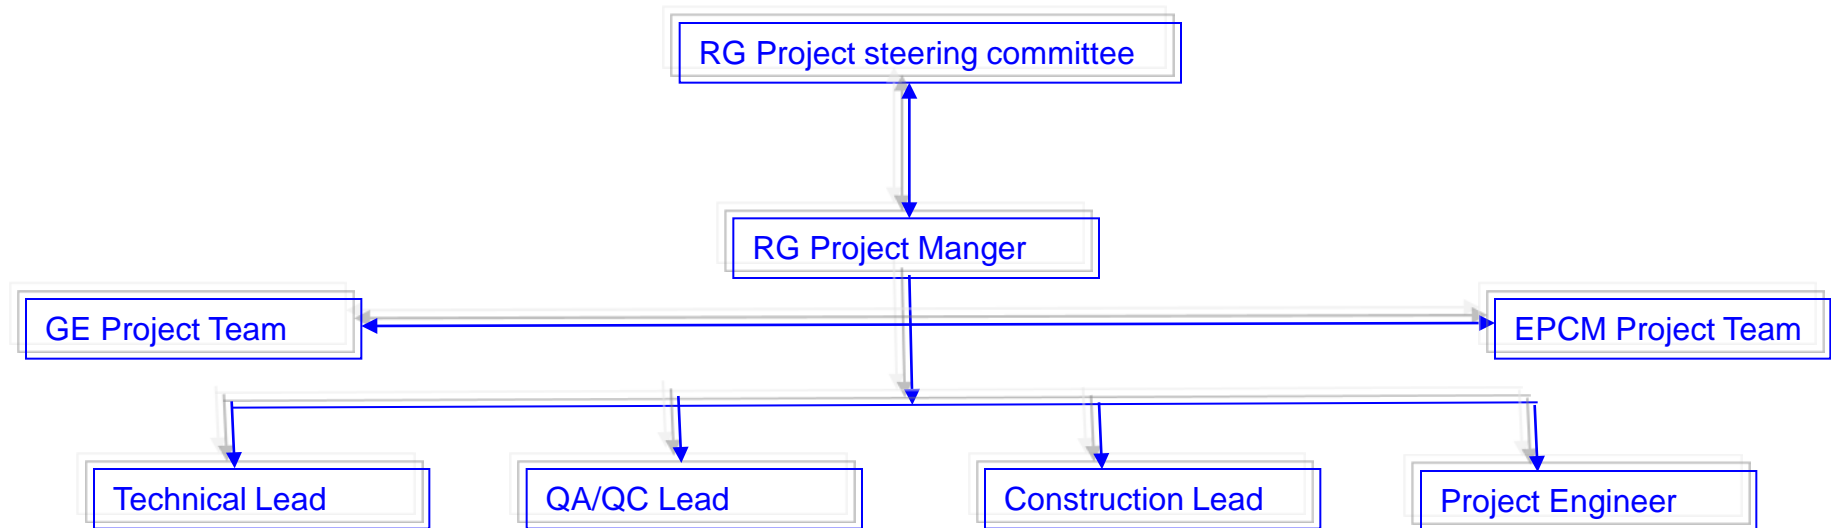 RG Project steering committee
RG Project Manger
GE Project Team
EPCM Project Team
Technical Lead
QA/QC Lead
Construction Lead
Project Engineer